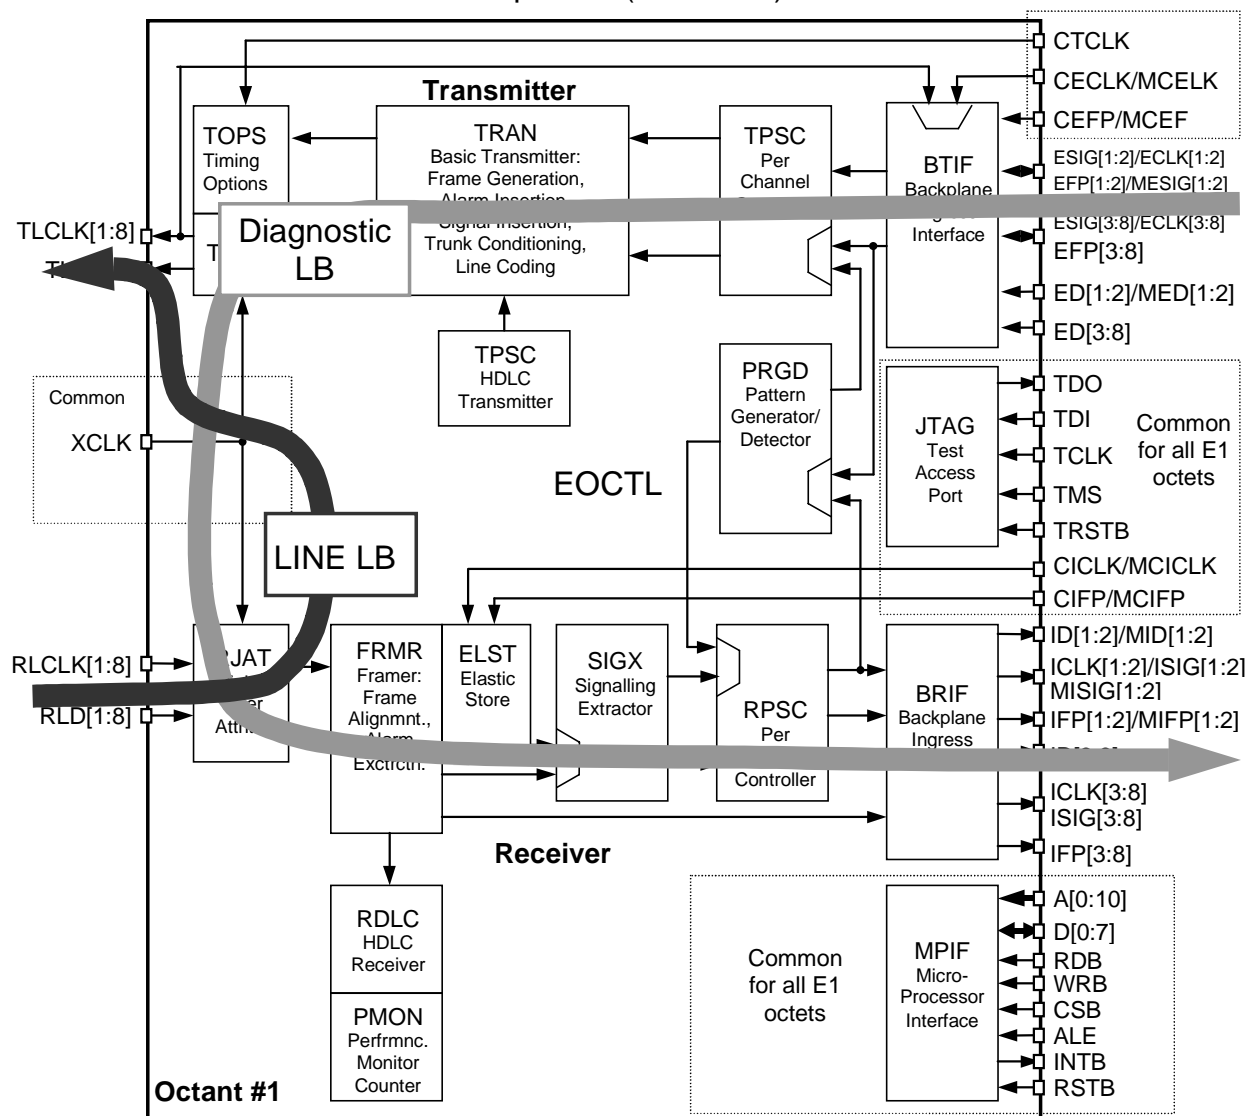 CTCLK
CECLK/MCELK
CEFP/MCEF
Transmitter
TOPS
Timing
Options
TRAN
Basic Transmitter:
Frame Generation,
Alarm Insertion,
Signal Insertion,
Trunk Conditioning,
Line Coding
TPSC
Per
Channel
BTIF
Backplane
Interface
ESIG[1:2]/ECLK[1:2]
EFP[1:2]/MESIG[1:2]
ESIG[3:8]/ECLK[3:8]
EFP[3:8]
ED[1:2]/MED[1:2]
ED[3:8]
TLCLK[1:8]
Diagnostic
LB
TPSC
HDLC
Transmitter
PRGD
Pattern
Generator/
Detector
JTAG
Test
Access
Port
TDO
TDI
TCLK
TMS
TRSTB
Common
for all E1
octets
Common
XCLK
EOCTL
LINE LB
CICLK/MCICLK
CIFP/MCIFP
RLCLK[1:8]
RLD[1:8]
FRMR
Framer:
Frame
Alignmnt.,
Alarm
Exctrctn.
ELST
Elastic
Store
SIGX
Signalling
Extractor
RPSC
Per
Controller
BRIF
Backplane
Ingress
ID[1:2]/MID[1:2]
ICLK[1:2]/ISIG[1:2]
MISIG[1:2]
IFP[1:2]/MIFP[1:2]
ICLK[3:8]
ISIG[3:8]
IFP[3:8]
Receiver
RDLC
HDLC
Receiver
PMON
Perfrmnc.
Monitor
Counter
Common
for all E1
octets
MPIF
Micro-
Processor
Interface
A[0:10]
D[0:7]
RDB
WRB
CSB
ALE
INTB
RSTB
Octant #1